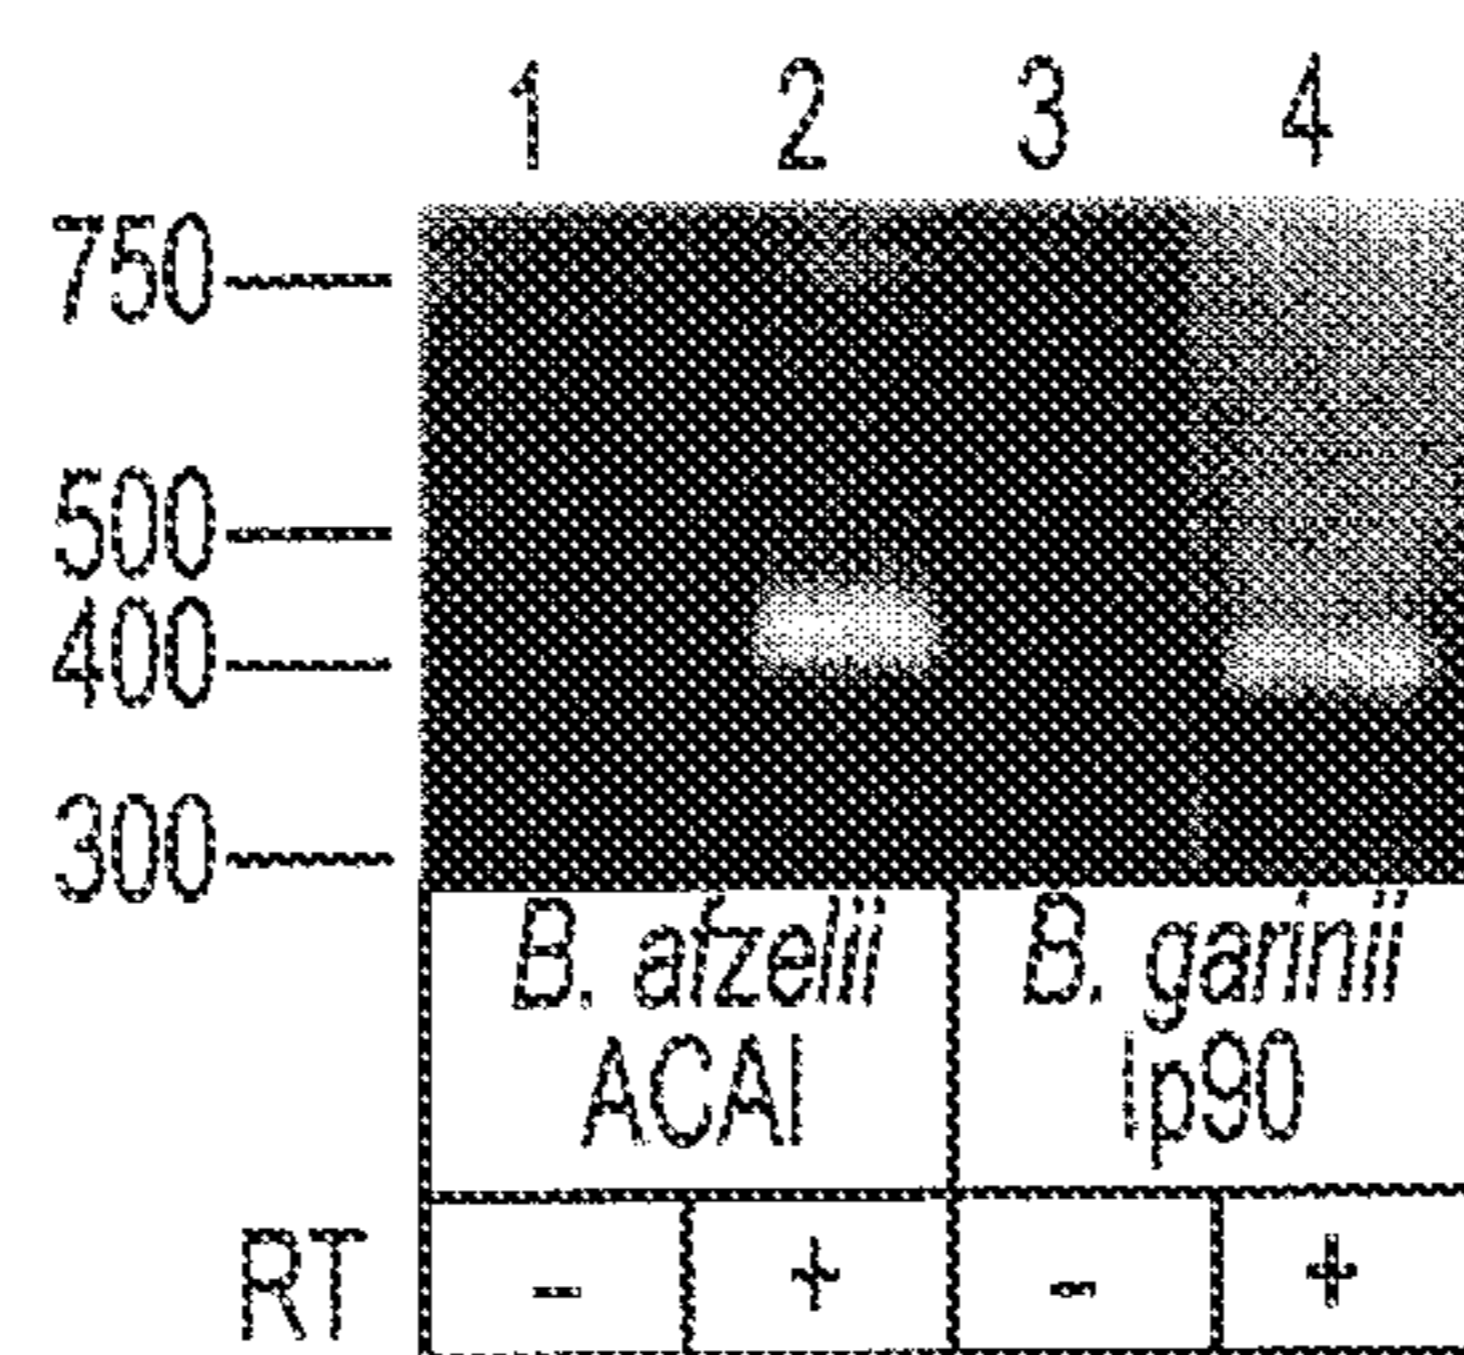 1 2 3 4
750
500
400
300
B. afzelii B. garinii
ACAI Ip90
RT - + - +